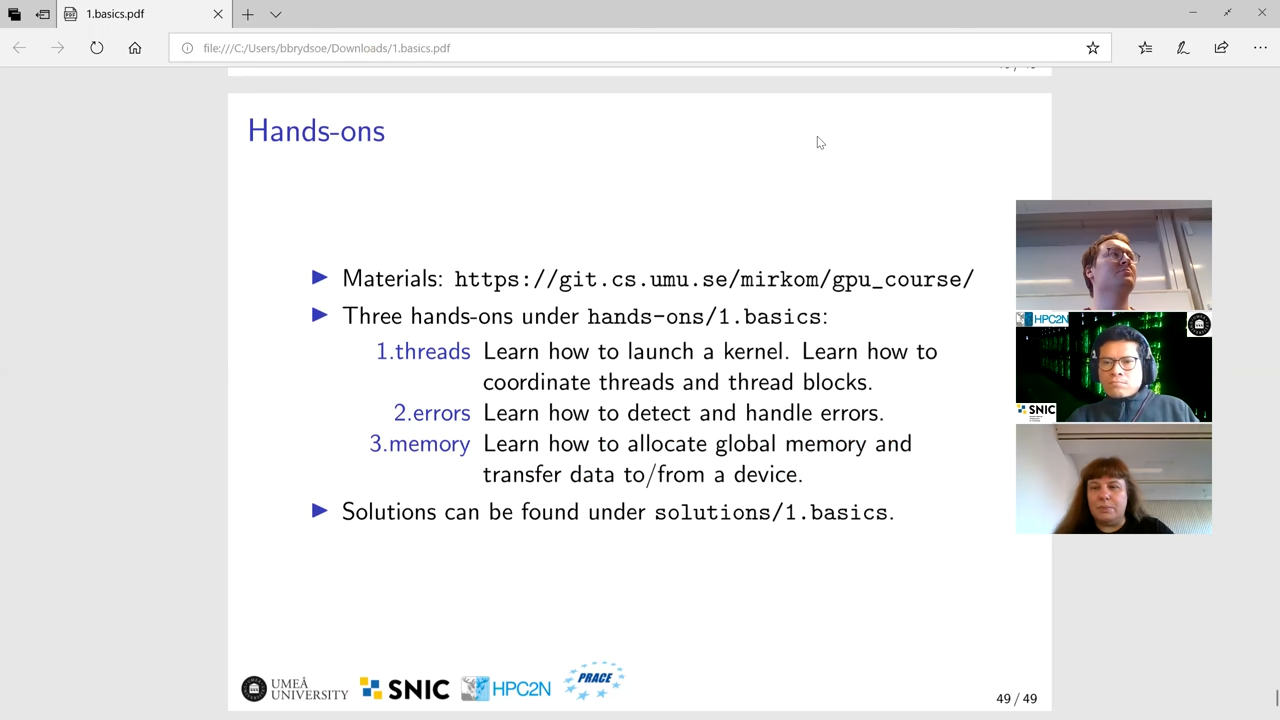 1.basics.pdf
file:///C:/Users/bbrydsoe/Downloads/1.basics.pdf
Hands-ons
▶ Materials: https://git.cs.umu.se/mirkom/gpu_course/
▶ Three hands-ons under hands-ons/1.basics:
1.threads Learn how to launch a kernel. Learn how to
coordinate threads and thread blocks.
2.errors Learn how to detect and handle errors.
3.memory Learn how to allocate global memory and
transfer data to/from a device.
▶ Solutions can be found under solutions/1.basics.
HPC2N
SNIC
UMEÅ
UNIVERSITY
SNIC
HPC2N
PRACE
49 / 49